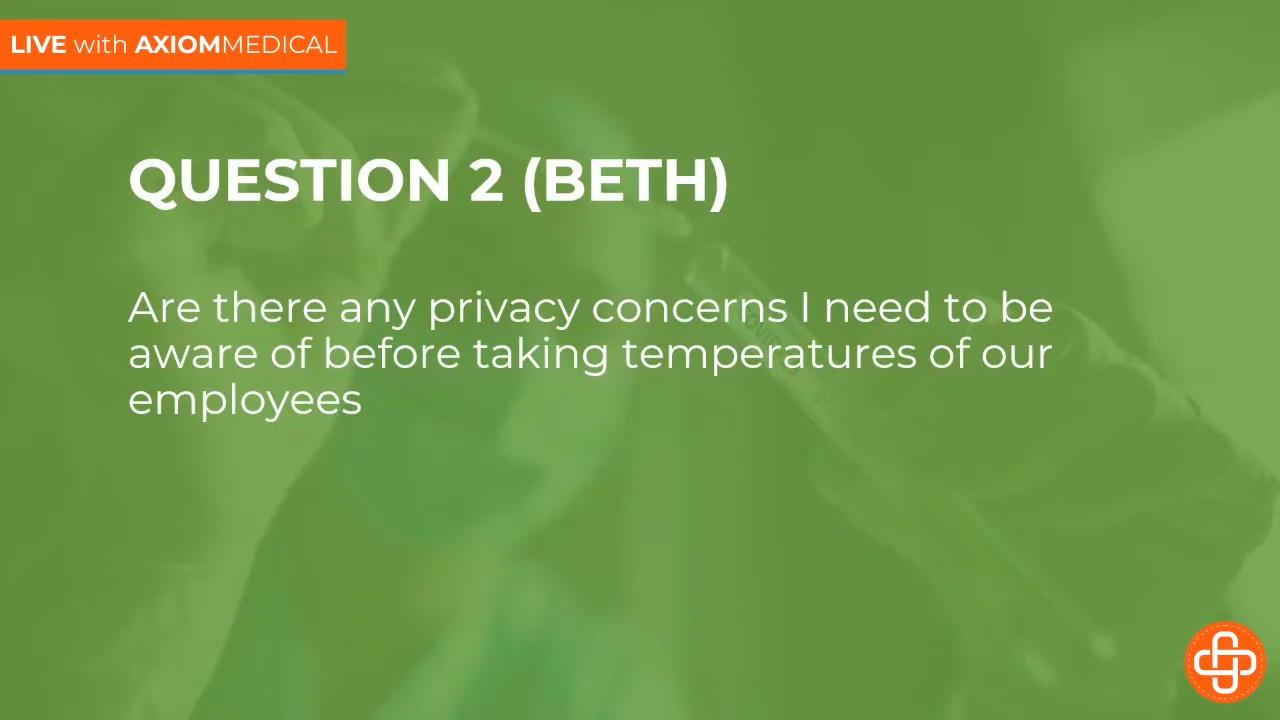 LIVE with AXIOMMEDICAL
QUESTION 2 (BETH)
Are there any privacy concerns I need to be
aware of before taking temperatures of our
employees